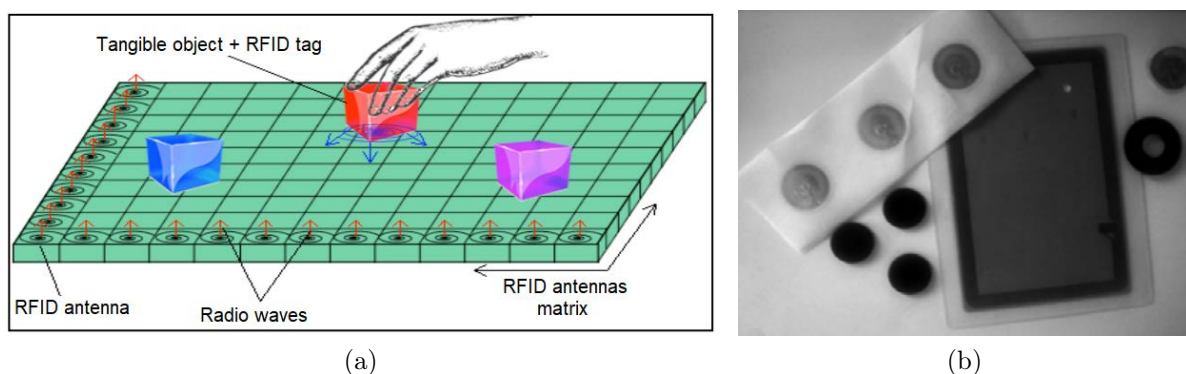 Tangible object + RFID tag
RFID antenna
Radio waves
RFID antennas
matrix
(a)
(b)